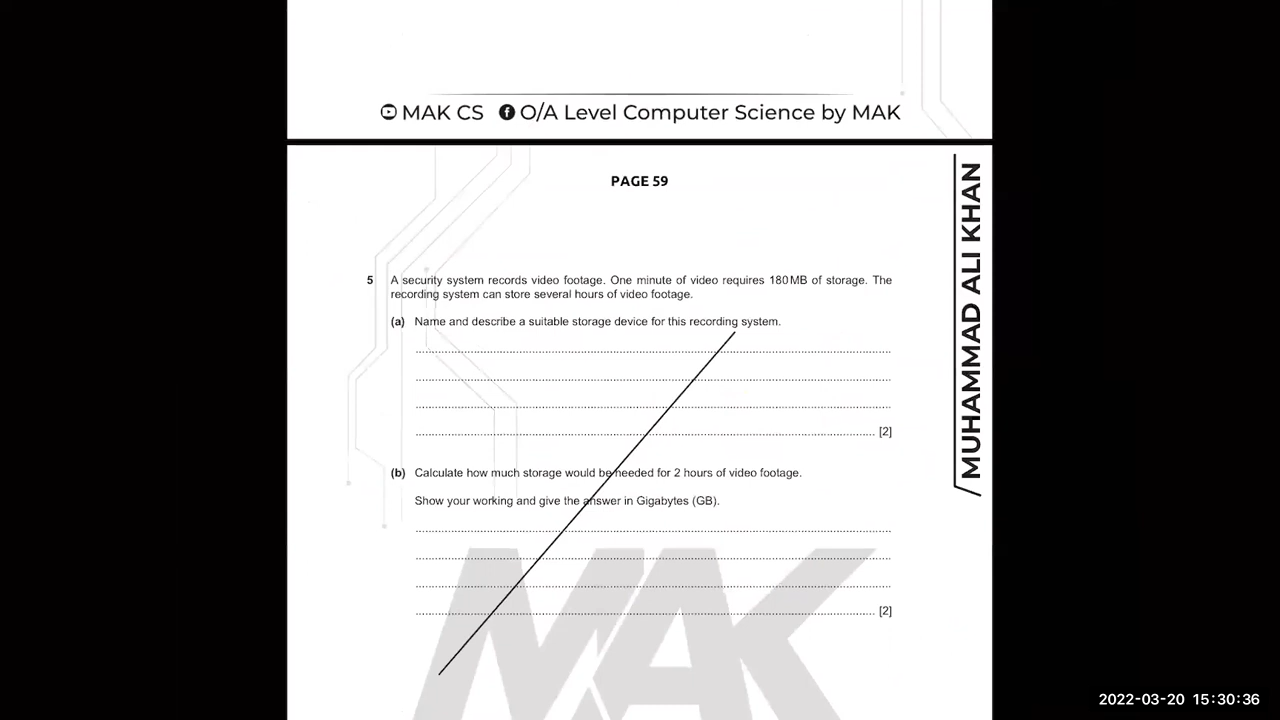 MAK CS O/A Level Computer Science by MAK
PAGE 59
MUHAMMAD ALI KHAN
5 A security system records video footage. One minute of video requires 180 MB of storage. The
recording system can store several hours of video footage.
(a) Name and describe a suitable storage device for this recording system.
[2]
(b) Calculate how much storage would be needed for 2 hours of video footage.
Show your working and give the answer in Gigabytes (GB).
[2]
MAK
2022-03-20 15:30:36